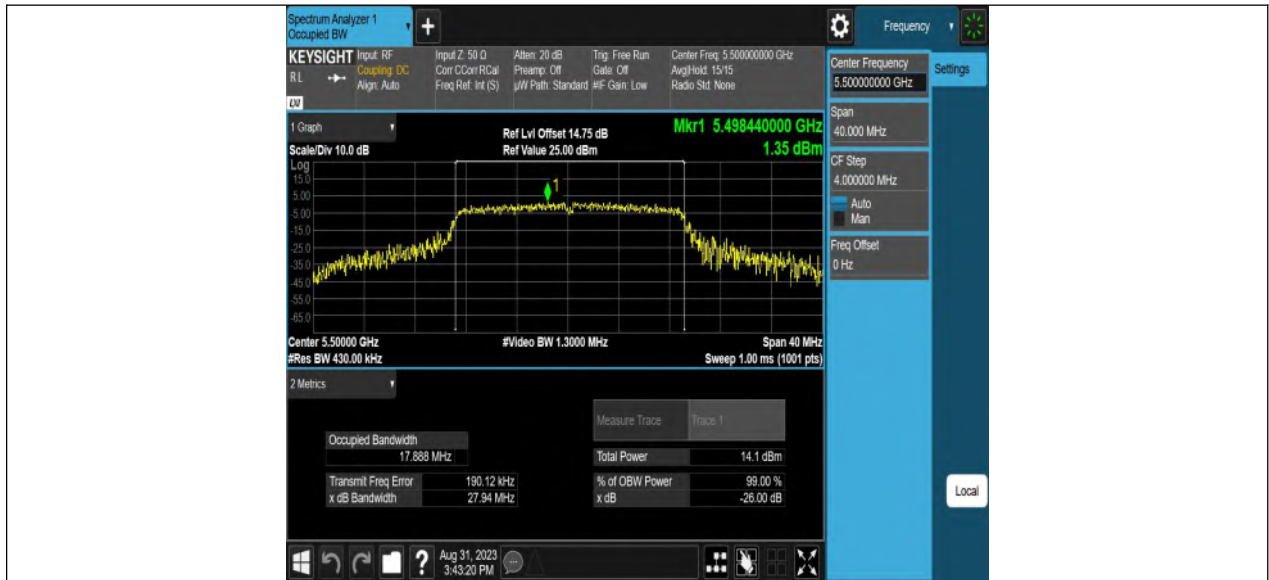 Spectrum Analyzer 1
Occupied BW
+
Frequency
KEYSIGHT
RL
LXI
Input: RF
Coupling: DC
Align: Auto
Input Z: 50 Ω
Corr CCorr RCal
Freq Ref: Int (S)
Atten: 20 dB
Preamp: Off
µW Path: Standard
Trig: Free Run
Gate: Off
#IF Gain: Low
Center Freq: 5.500000000 GHz
Avg|Hold: 15/15
Radio Std: None
Center Frequency
5.500000000 GHz
Settings
Span
40.000 MHz
CF Step
4.000000 MHz
Auto
Man
Freq Offset
0 Hz
Local
1 Graph
Scale/Div 10.0 dB
Ref Lvl Offset 14.75 dB
Ref Value 25.00 dBm
Mkr1 5.498440000 GHz
1.35 dBm
Log
15.0
5.00
-5.00
-15.0
-25.0
-35.0
-45.0
-55.0
-65.0
1
Center 5.50000 GHz
#Res BW 430.00 kHz
#Video BW 1.3000 MHz
Span 40 MHz
Sweep 1.00 ms (1001 pts)
2 Metrics
Measure Trace Trace 1
Occupied Bandwidth
17.888 MHz
Total Power 14.1 dBm
Transmit Freq Error 190.12 kHz
% of OBW Power 99.00 %
x dB Bandwidth 27.94 MHz
x dB -26.00 dB
?
Aug 31, 2023
3:43:20 PM